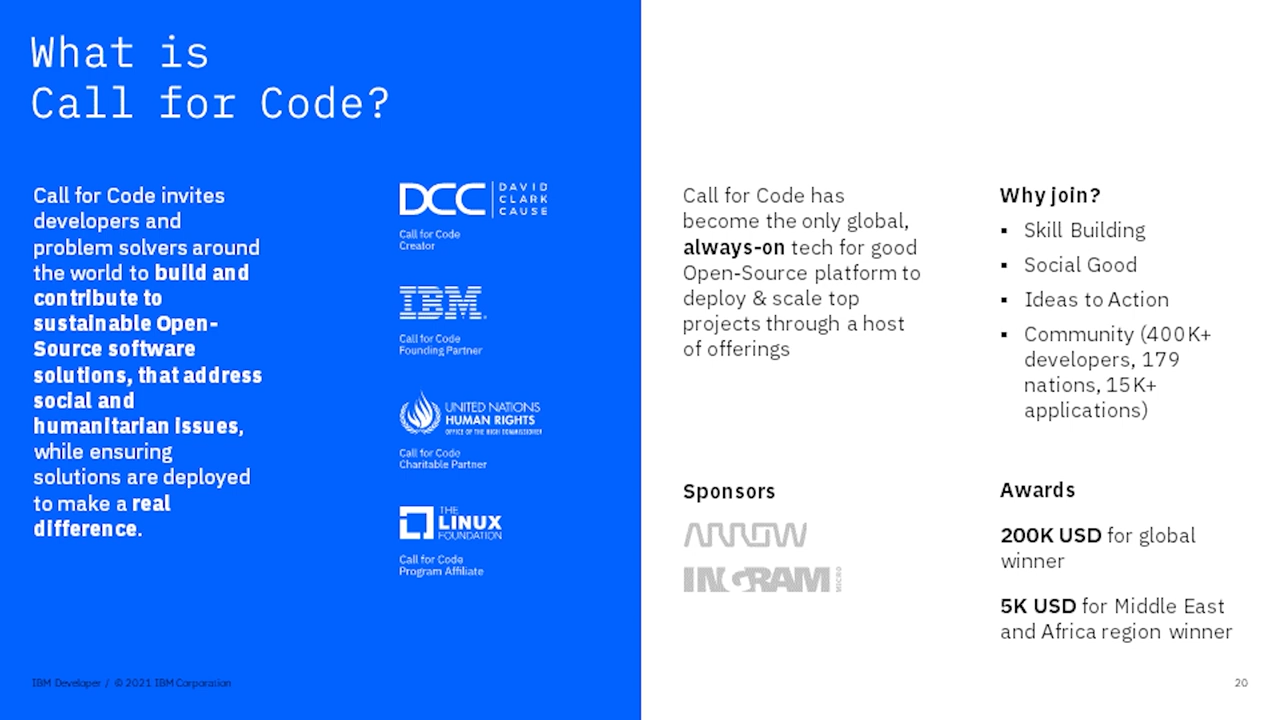 What is
Call for Code?
Call for Code invites
developers and
problem solvers around
the world to build and
contribute to
sustainable Open-
Source software
solutions, that address
social and
humanitarian issues,
while ensuring
solutions are deployed
to make a real
difference.
DCC DAVID
CLARK
CAUSE
Call for Code
Creator
IBM
Call for Code
Founding Partner
UNITED NATIONS
HUMAN RIGHTS
OFFICE OF THE HIGH COMMISSIONER
Call for Code
Charitable Partner
THE
LINUX
FOUNDATION
Call for Code
Program Affiliate
Call for Code has
become the only global,
always-on tech for good
Open-Source platform to
deploy & scale top
projects through a host
of offerings
Why join?
▪ Skill Building
▪ Social Good
▪ Ideas to Action
▪ Community (400K+
developers, 179
nations, 15K+
applications)
Sponsors
ARROW
INGRAM MICRO
Awards
200K USD for global
winner
5K USD for Middle East
and Africa region winner
IBM Developer / © 2021 IBM Corporation
20